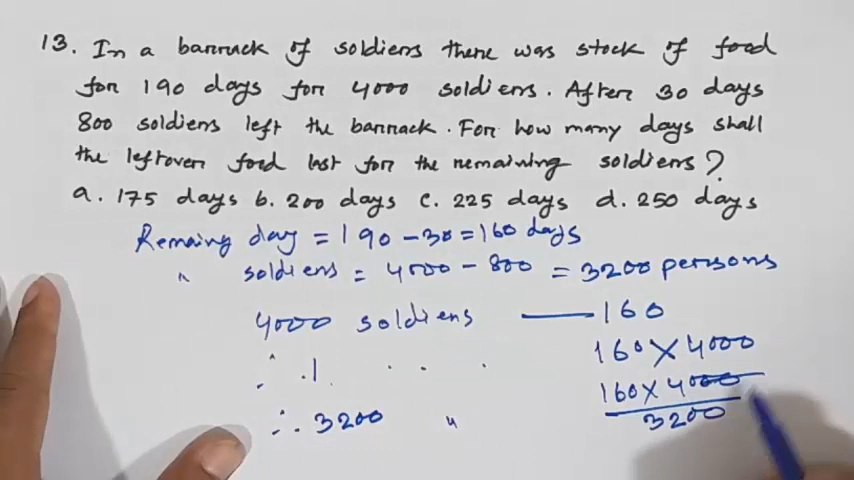 13. In a barrack of soldiers there was stock of food
for 190 days for 4000 soldiers. After 30 days
800 soldiers left the barrack. For how many days shall
the leftover food last for the remaining soldiers?
a. 175 days b. 200 days c. 225 days d. 250 days
Remaing day = 190 - 30 = 160 days
" soldiers = 4000 - 800 = 3200 persons
4000 soldiers — 160
∴ 1 . . . 160 × 4000
∴ 3200 " 160 × 4000
3200